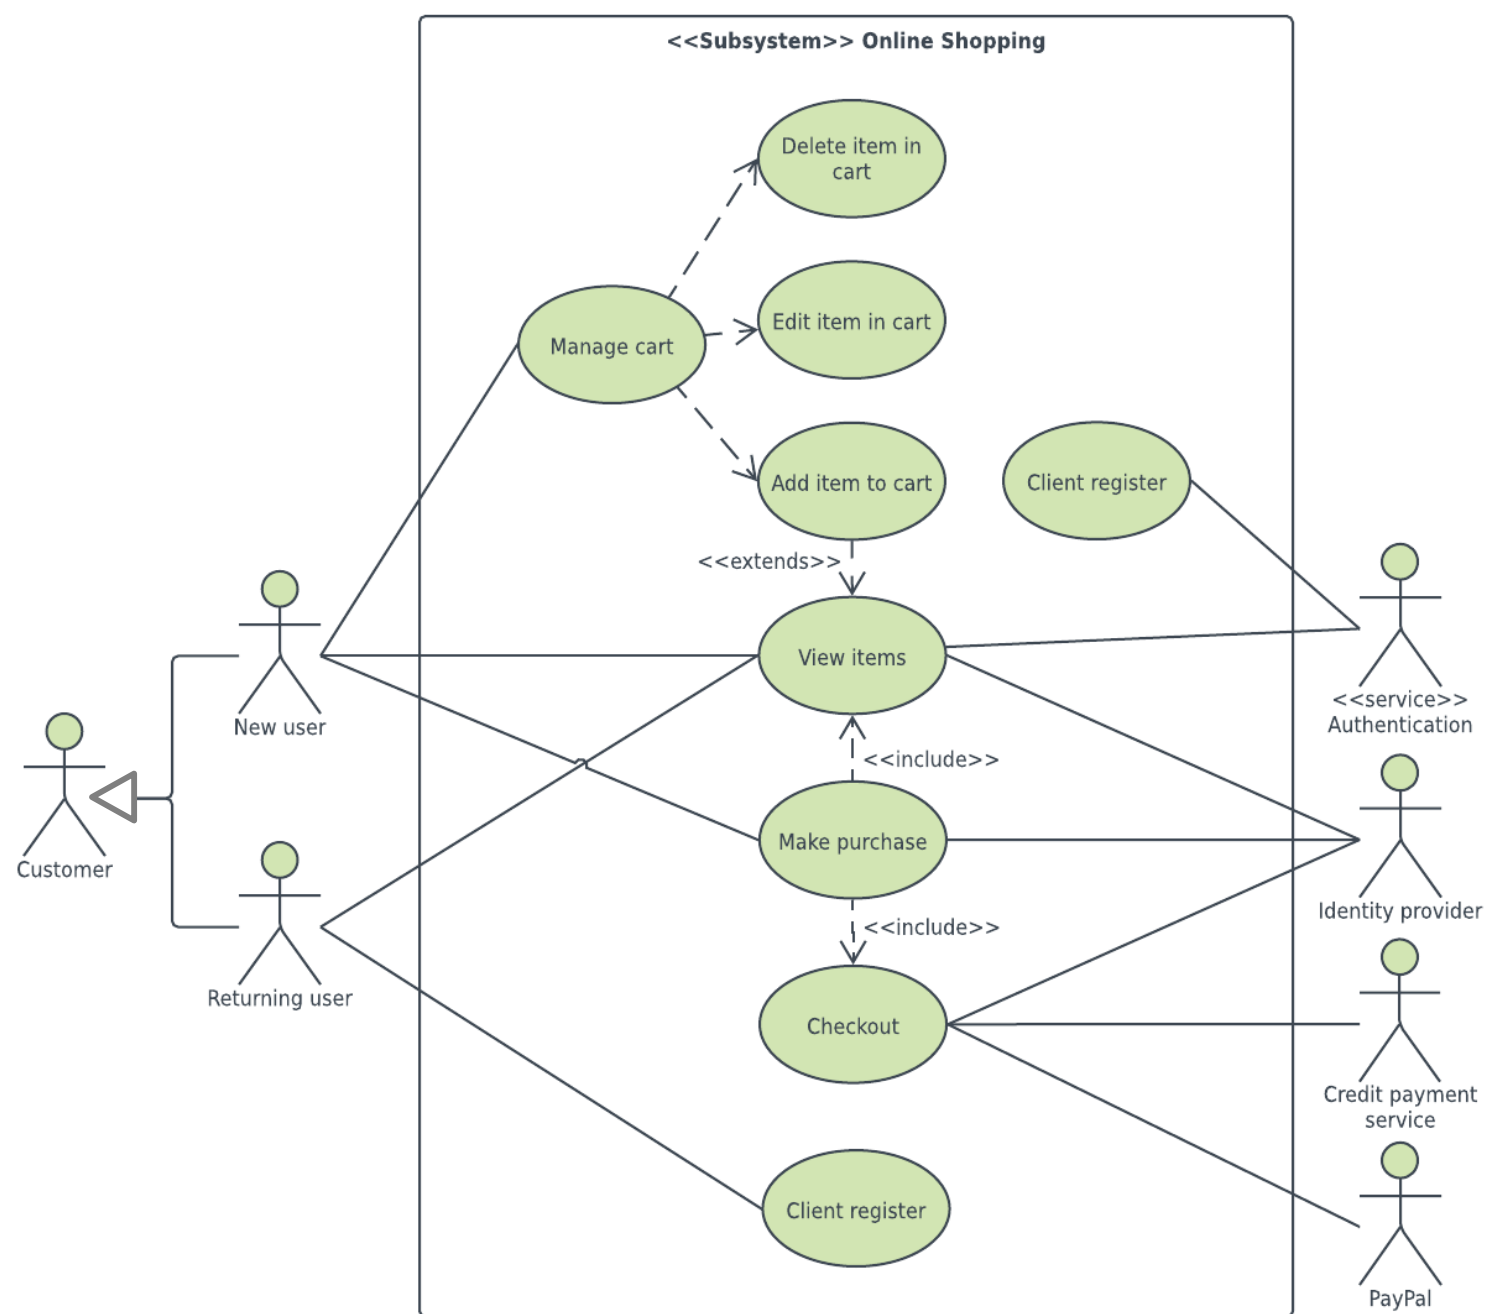 <<Subsystem>> Online Shopping
Delete item in
cart
Edit item in cart
Manage cart
Add item to cart
Client register
<<extends>>
View items
<<service>>
Authentication
New user
<<include>>
Make purchase
Customer
Identity provider
<<include>>
Returning user
Checkout
Credit payment
service
Client register
PayPal